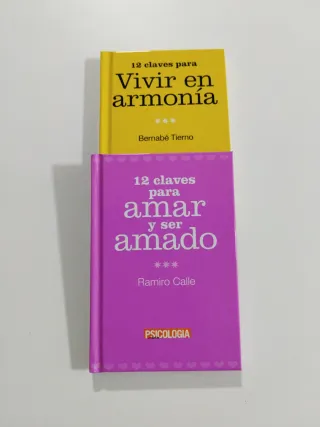 12 claves para
Vivir en
armonía
***
Bernabé Tierno
12 claves
para
amar
y ser
amado
***
Ramiro Calle
PSICOLOGIA